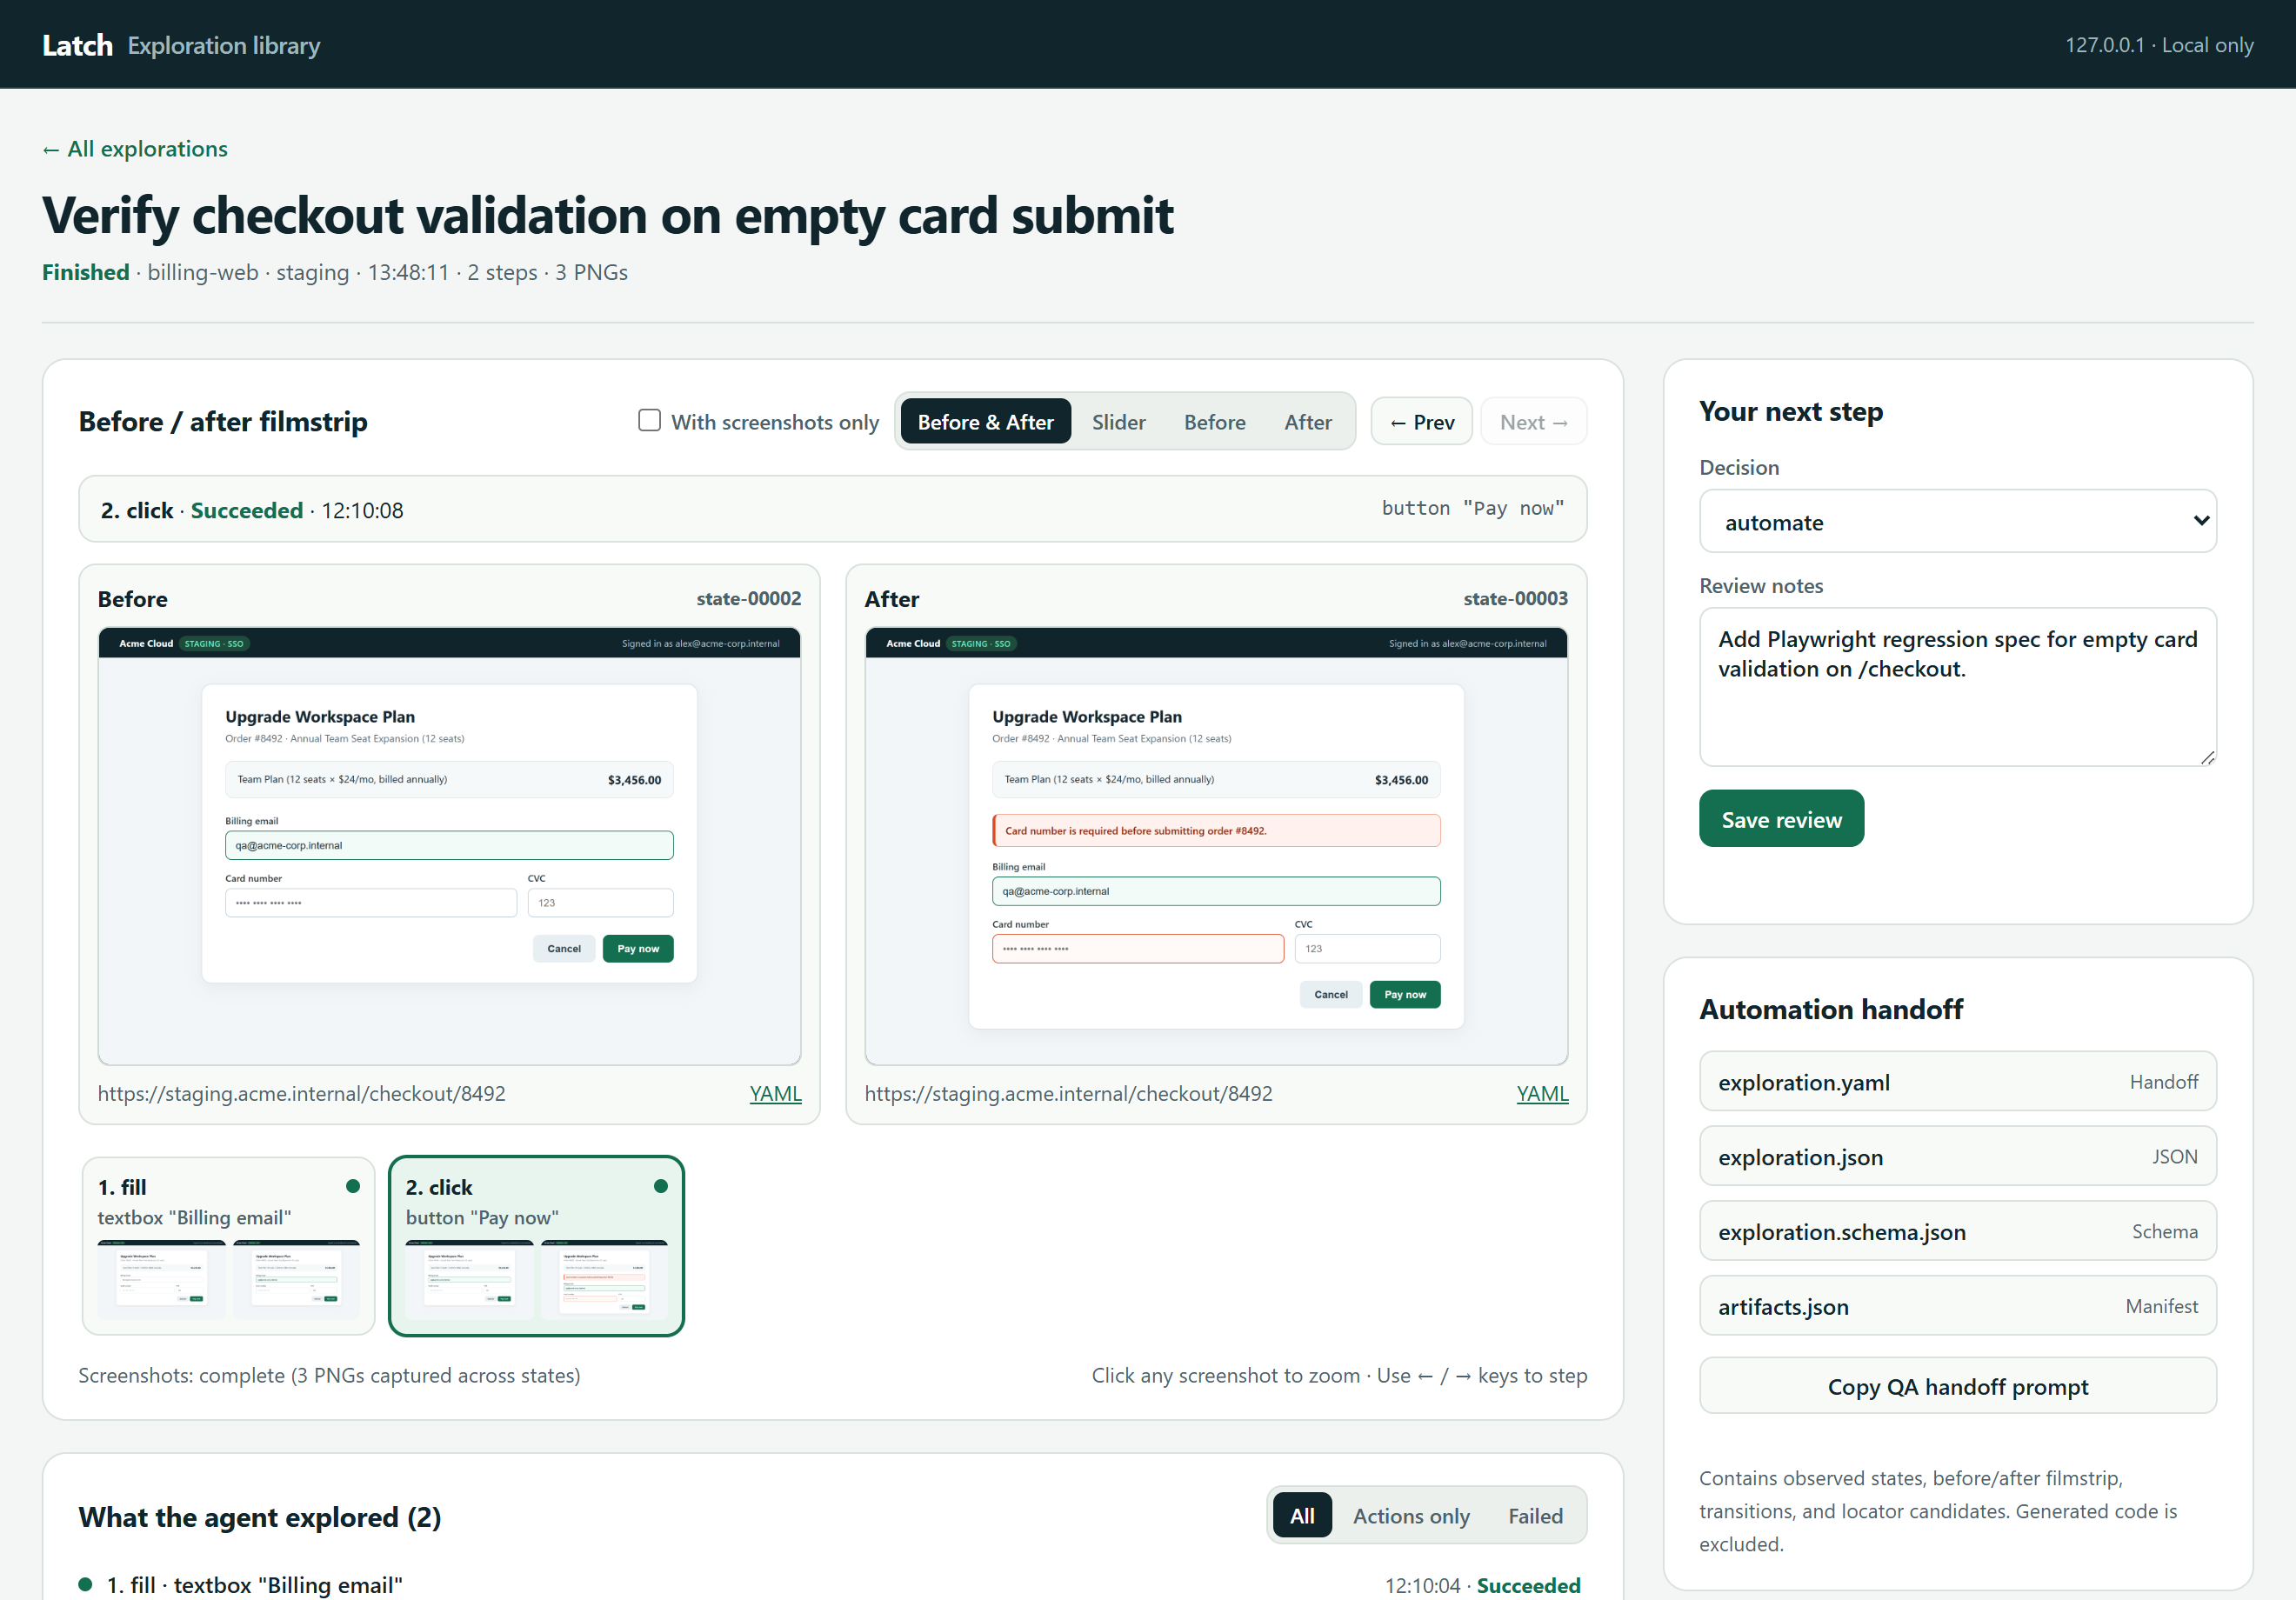 Latch Exploration library
127.0.0.1 · Local only
← All explorations
Verify checkout validation on empty card submit
Finished · billing-web · staging · 13:48:11 · 2 steps · 3 PNGs
Before / after filmstrip
With screenshots only
Before & After
Slider
Before
After
← Prev
Next →
2. click · Succeeded · 12:10:08
button "Pay now"
Before
state-00002
Acme Cloud
STAGING · SSO
Signed in as alex@acme-corp.internal
Upgrade Workspace Plan
Order #8492 · Annual Team Seat Expansion (12 seats)
Team Plan (12 seats × $24/mo, billed annually)
$3,456.00
Billing email
qa@acme-corp.internal
Card number
CVC
•••• •••• •••• ••••
123
Cancel
Pay now
https://staging.acme.internal/checkout/8492
YAML
After
state-00003
Acme Cloud
STAGING · SSO
Signed in as alex@acme-corp.internal
Upgrade Workspace Plan
Order #8492 · Annual Team Seat Expansion (12 seats)
Team Plan (12 seats × $24/mo, billed annually)
$3,456.00
Card number is required before submitting order #8492.
Billing email
qa@acme-corp.internal
Card number
CVC
•••• •••• •••• ••••
123
Cancel
Pay now
https://staging.acme.internal/checkout/8492
YAML
1. fill
textbox "Billing email"
2. click
button "Pay now"
Screenshots: complete (3 PNGs captured across states)
Click any screenshot to zoom · Use ← / → keys to step
What the agent explored (2)
All
Actions only
Failed
1. fill · textbox "Billing email"
12:10:04 · Succeeded
Your next step
Decision
automate
Review notes
Add Playwright regression spec for empty card
validation on /checkout.
Save review
Automation handoff
exploration.yaml
Handoff
exploration.json
JSON
exploration.schema.json
Schema
artifacts.json
Manifest
Copy QA handoff prompt
Contains observed states, before/after filmstrip,
transitions, and locator candidates. Generated code is
excluded.